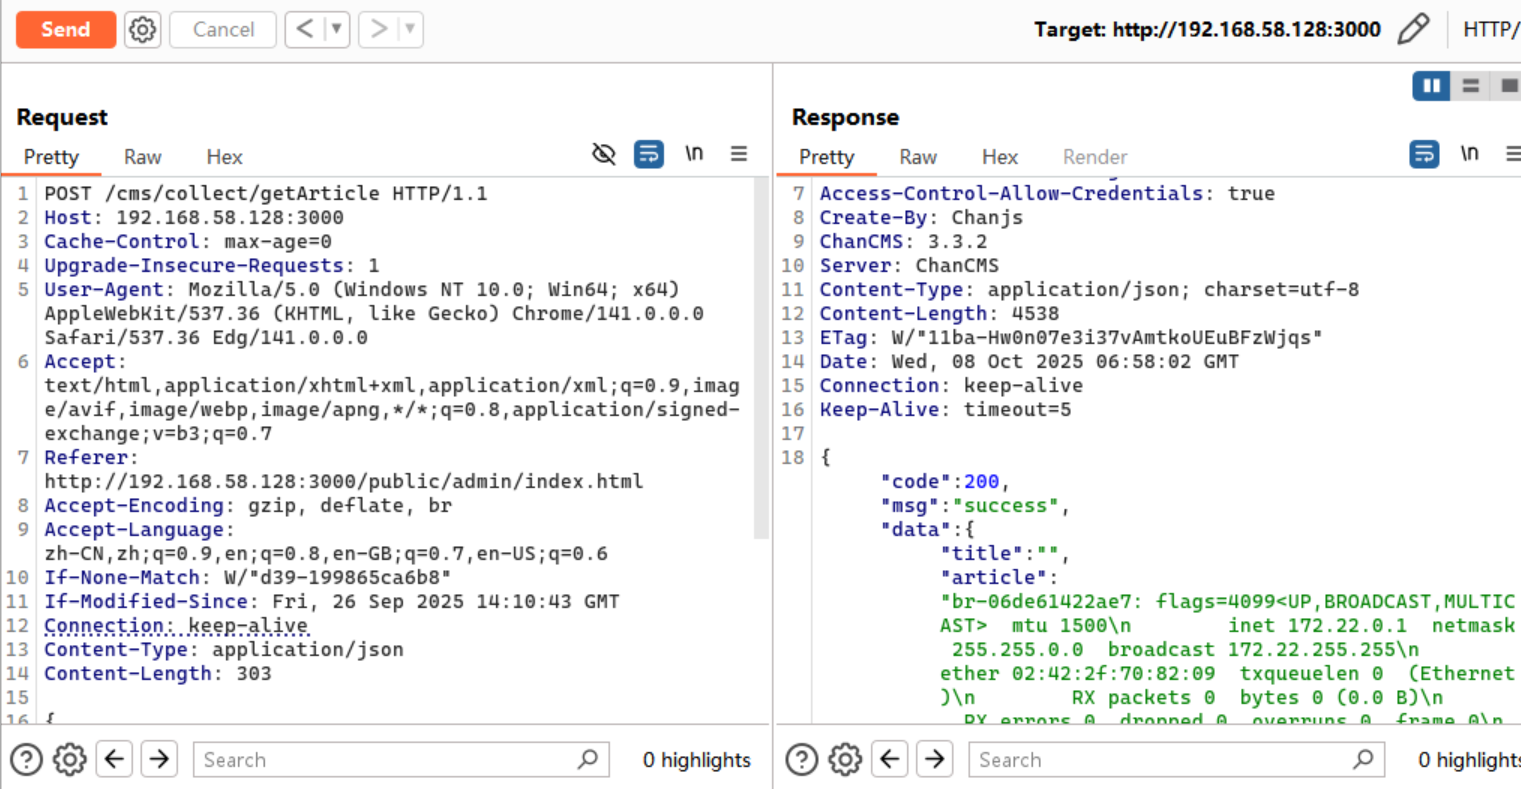 Send Cancel < ▼ > ▼ Target: http://192.168.58.128:3000 HTTP/
Request
Pretty Raw Hex \n
1 POST /cms/collect/getArticle HTTP/1.1
2 Host: 192.168.58.128:3000
3 Cache-Control: max-age=0
4 Upgrade-Insecure-Requests: 1
5 User-Agent: Mozilla/5.0 (Windows NT 10.0; Win64; x64)
AppleWebKit/537.36 (KHTML, like Gecko) Chrome/141.0.0.0
Safari/537.36 Edg/141.0.0.0
6 Accept:
text/html,application/xhtml+xml,application/xml;q=0.9,imag
e/avif,image/webp,image/apng,*/*;q=0.8,application/signed-
exchange;v=b3;q=0.7
7 Referer:
http://192.168.58.128:3000/public/admin/index.html
8 Accept-Encoding: gzip, deflate, br
9 Accept-Language:
zh-CN,zh;q=0.9,en;q=0.8,en-GB;q=0.7,en-US;q=0.6
10 If-None-Match: W/"d39-199865ca6b8"
11 If-Modified-Since: Fri, 26 Sep 2025 14:10:43 GMT
12 Connection: keep-alive
13 Content-Type: application/json
14 Content-Length: 303
15
16 {
Search 0 highlights
Response
Pretty Raw Hex Render \n
7 Access-Control-Allow-Credentials: true
8 Create-By: Chanjs
9 ChanCMS: 3.3.2
10 Server: ChanCMS
11 Content-Type: application/json; charset=utf-8
12 Content-Length: 4538
13 ETag: W/"11ba-Hw0n07e3i37vAmtkoUEuBFzWjqs"
14 Date: Wed, 08 Oct 2025 06:58:02 GMT
15 Connection: keep-alive
16 Keep-Alive: timeout=5
17
18 {
"code":200,
"msg":"success",
"data":{
"title":"",
"article":
"br-06de61422ae7: flags=4099<UP,BROADCAST,MULTIC
AST> mtu 1500\n inet 172.22.0.1 netmask
255.255.0.0 broadcast 172.22.255.255\n
ether 02:42:2f:70:82:09 txqueuelen 0 (Ethernet
)\n RX packets 0 bytes 0 (0.0 B)\n
RX errors 0 dropped 0 overruns 0 frame 0\n
Search 0 highlights